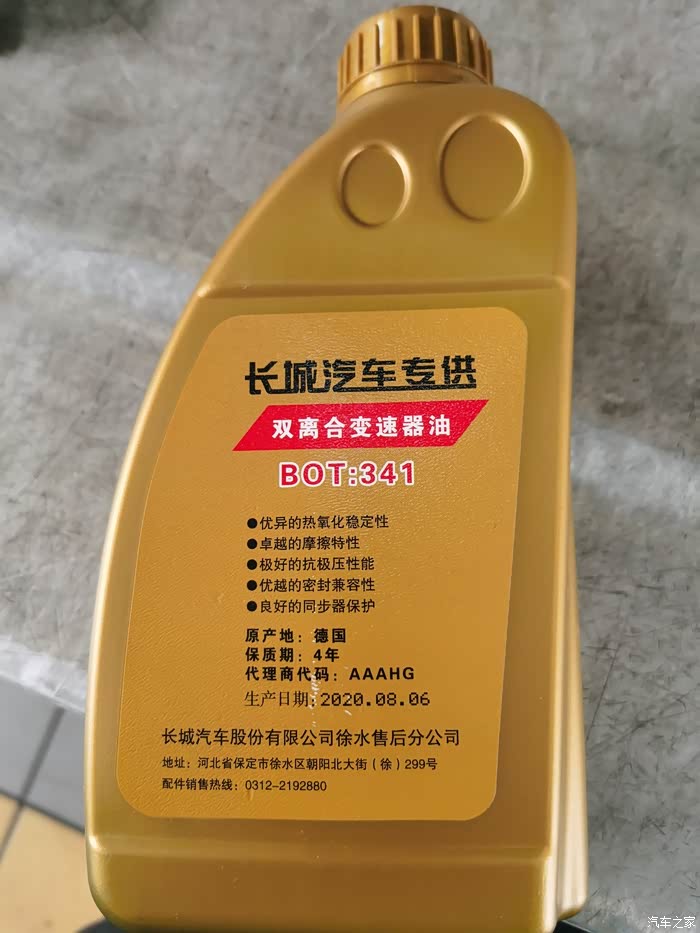 长城汽车专供
双离合变速器油
BOT:341
●优异的热氧化稳定性
●卓越的摩擦特性
●极好的抗极压性能
●优越的密封兼容性
●良好的同步器保护
原产地：德国
保质期：4年
代理商代码：AAAHG
生产日期:2020.08.06
长城汽车股份有限公司徐水售后分公司
地址：河北省保定市徐水区朝阳北大街（徐）299号
配件销售热线：0312-2192880
汽车之家